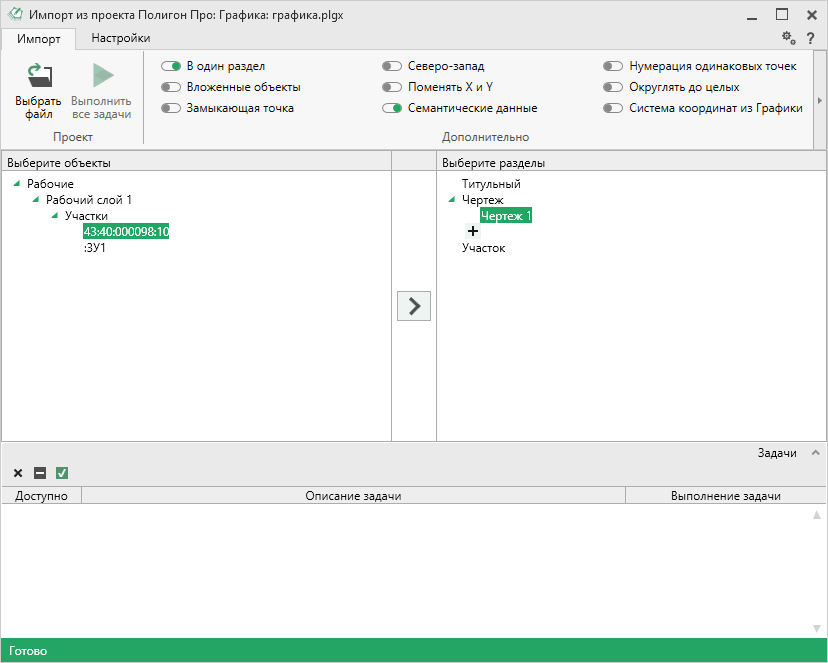 Импорт из проекта Полигон Про: Графика: графика.plgx
Импорт
Настройки
?
Выбрать файл
Выполнить все задачи
Проект
В один раздел
Вложенные объекты
Замыкающая точка
Северо-запад
Поменять X и Y
Семантические данные
Нумерация одинаковых точек
Округлять до целых
Система координат из Графики
Дополнительно
Выберите объекты
Рабочие
Рабочий слой 1
Участки
43:40:000098:10
:ЗУ1
Выберите разделы
Титульный
Чертеж
Чертеж 1
Участок
Задачи
Доступно
Описание задачи
Выполнение задачи
Готово